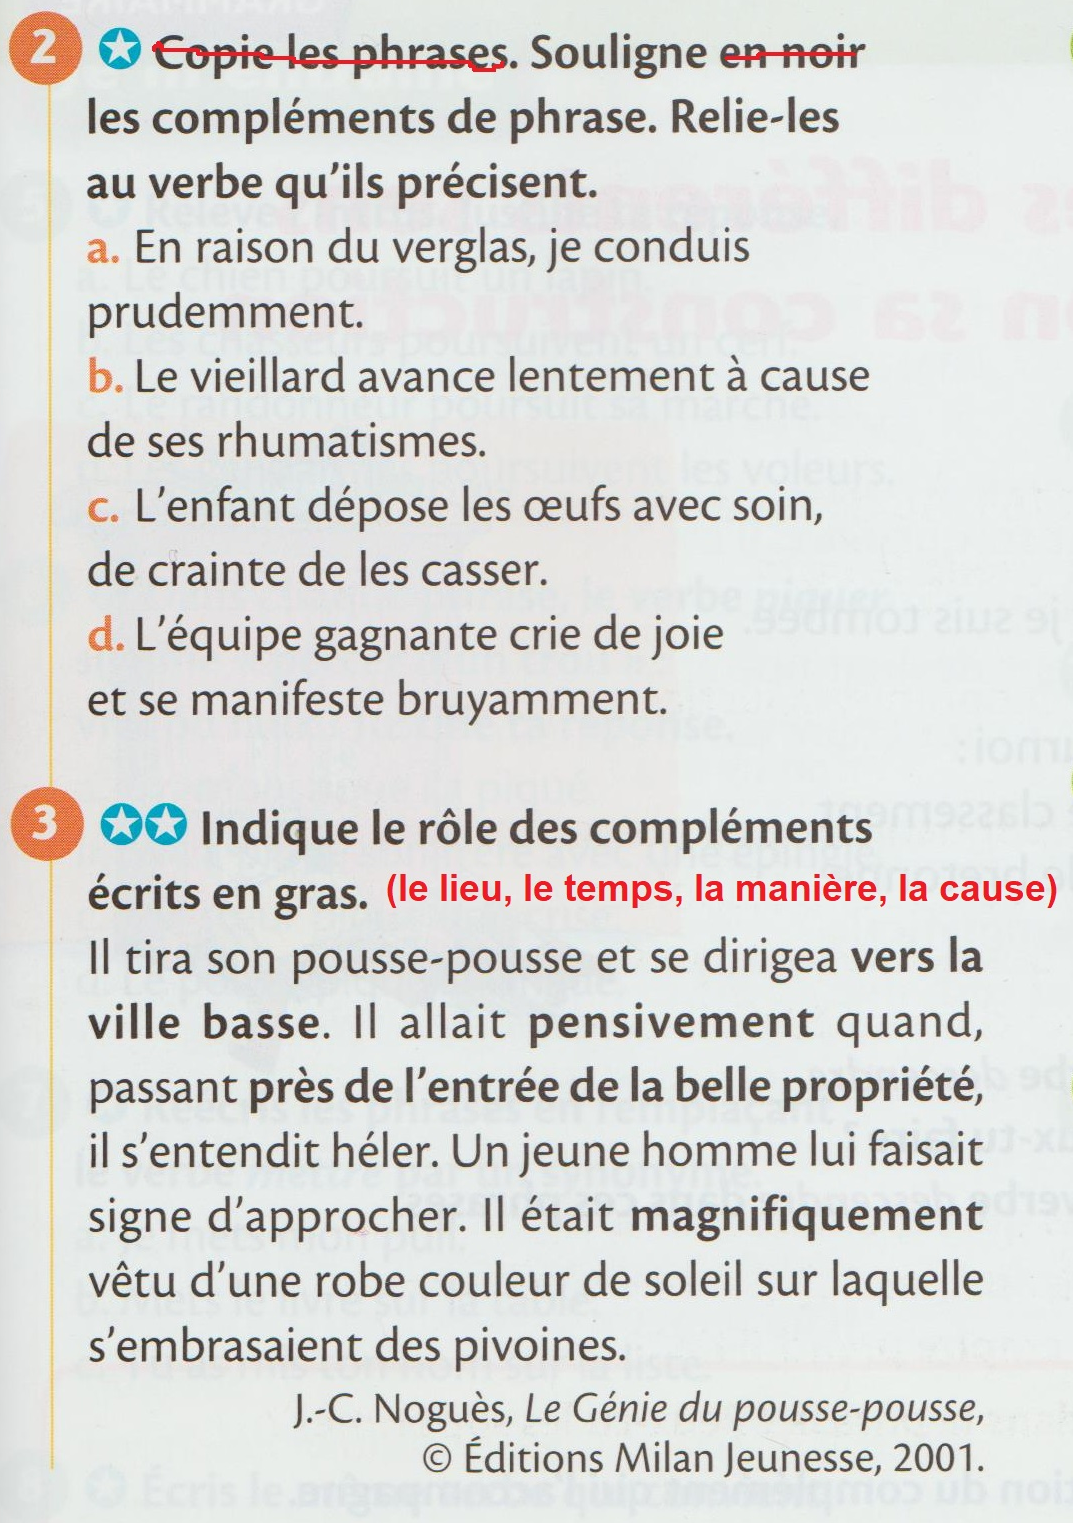 2 Copie les phrases. Souligne en noir
les compléments de phrase. Relie-les
au verbe qu'ils précisent.
a. En raison du verglas, je conduis
prudemment.
b. Le vieillard avance lentement à cause
de ses rhumatismes.
c. L'enfant dépose les œufs avec soin,
de crainte de les casser.
d. L'équipe gagnante crie de joie
et se manifeste bruyamment.
3 Indique le rôle des compléments
écrits en gras. (le lieu, le temps, la manière, la cause)
Il tira son pousse-pousse et se dirigea vers la
ville basse. Il allait pensivement quand,
passant près de l'entrée de la belle propriété,
il s'entendit héler. Un jeune homme lui faisait
signe d'approcher. Il était magnifiquement
vêtu d'une robe couleur de soleil sur laquelle
s'embrasaient des pivoines.
J.-C. Noguès, Le Génie du pousse-pousse,
© Éditions Milan Jeunesse, 2001.